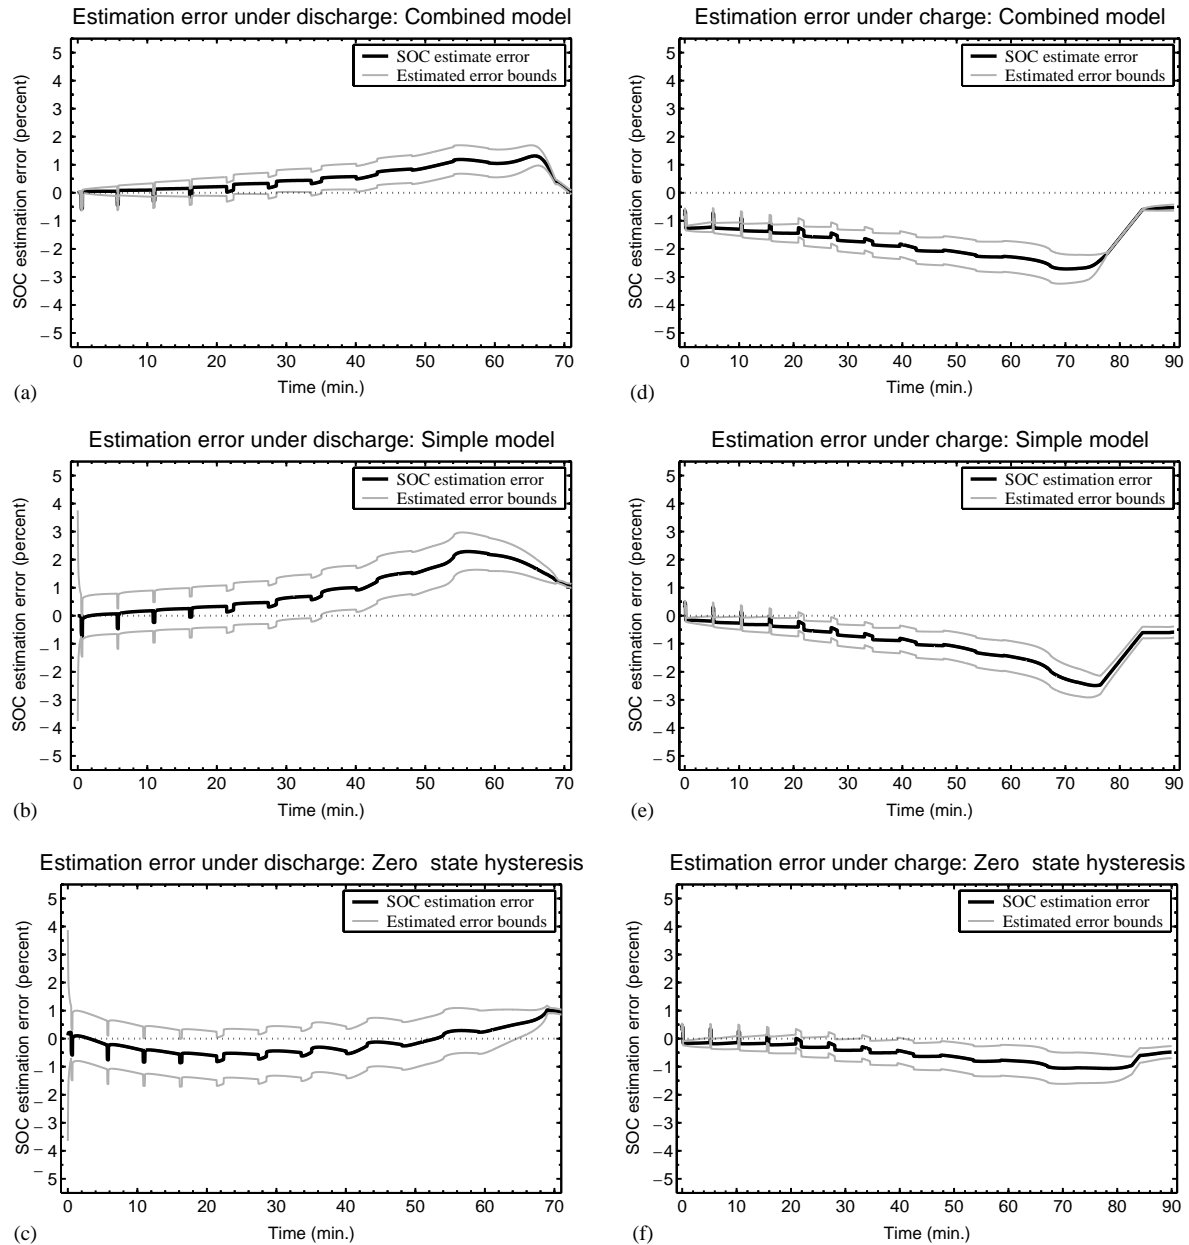 Estimation error under discharge: Combined model
SOC estimate error
Estimated error bounds
SOC estimation error (percent)
5
4
3
2
1
0
−1
−2
−3
−4
−5
0 10 20 30 40 50 60 70
Time (min.)
(a)
Estimation error under charge: Combined model
SOC estimation error
Estimated error bounds
SOC estimation error (percent)
5
4
3
2
1
0
−1
−2
−3
−4
−5
0 10 20 30 40 50 60 70 80 90
Time (min.)
(d)
Estimation error under discharge: Simple model
SOC estimation error
Estimated error bounds
SOC estimation error (percent)
5
4
3
2
1
0
−1
−2
−3
−4
−5
0 10 20 30 40 50 60 70
Time (min.)
(b)
Estimation error under charge: Simple model
SOC estimation error
Estimated error bounds
SOC estimation error (percent)
5
4
3
2
1
0
−1
−2
−3
−4
−5
0 10 20 30 40 50 60 70 80 90
Time (min.)
(e)
Estimation error under discharge: Zero state hysteresis
SOC estimation error
Estimated error bounds
SOC estimation error (percent)
5
4
3
2
1
0
−1
−2
−3
−4
−5
0 10 20 30 40 50 60 70
Time (min.)
(c)
Estimation error under charge: Zero state hysteresis
SOC estimation error
Estimated error bounds
SOC estimation error (percent)
5
4
3
2
1
0
−1
−2
−3
−4
−5
0 10 20 30 40 50 60 70 80 90
Time (min.)
(f)